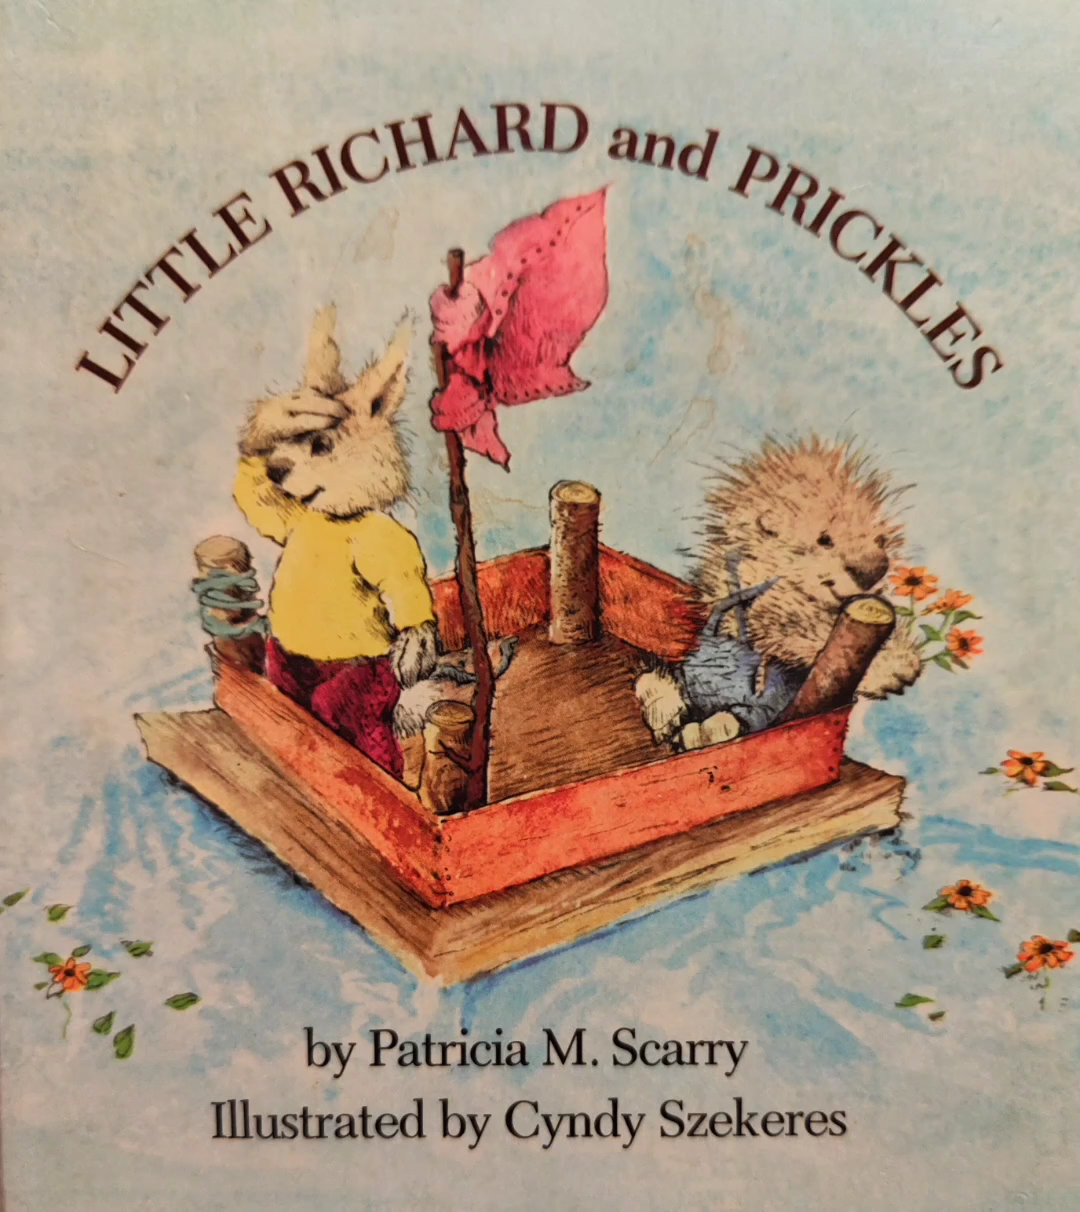 LITTLE RICHARD and PRICKLES
by Patricia M. Scarry
Illustrated by Cyndy Szekeres